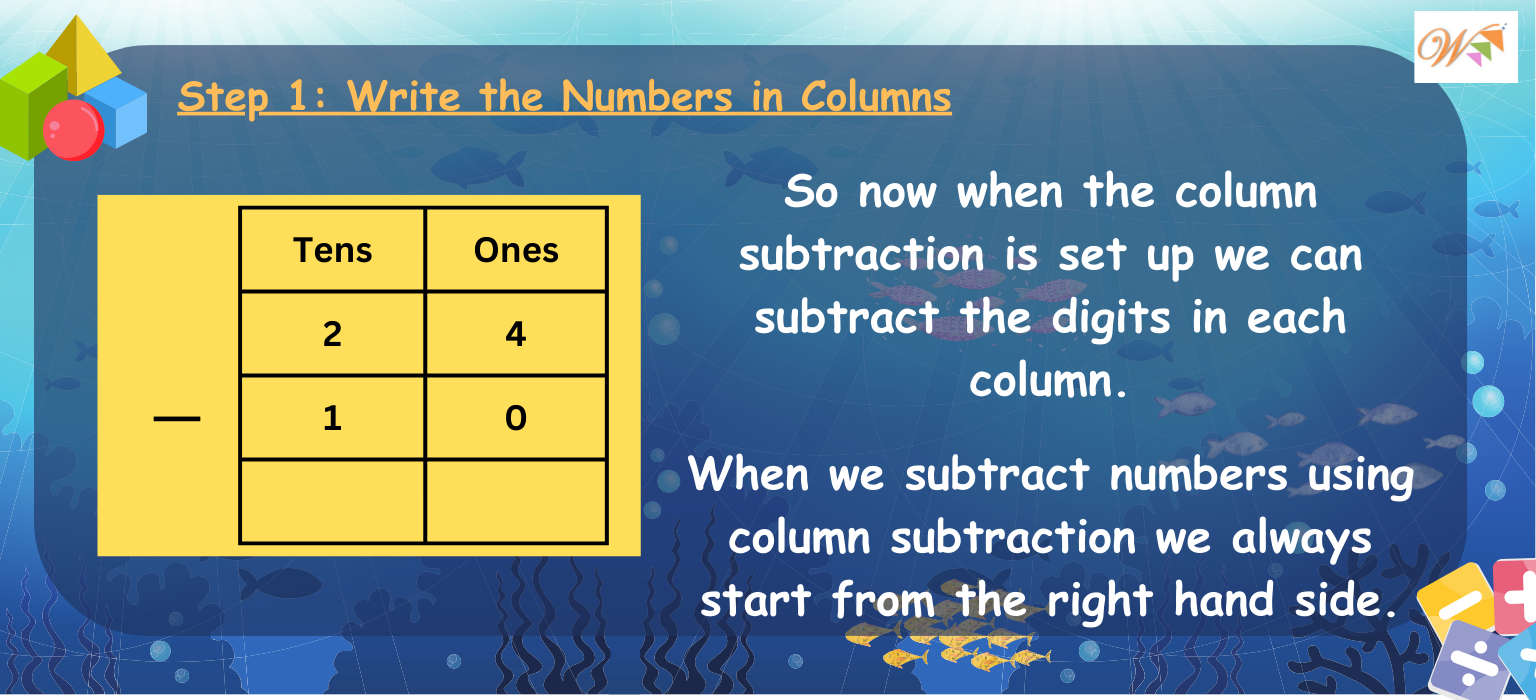 Step 1: Write the Numbers in Columns
Tens Ones
2 4
— 1 0
So now when the column
subtraction is set up we can
subtract the digits in each
column.
When we subtract numbers using
column subtraction we always
start from the right hand side.
W